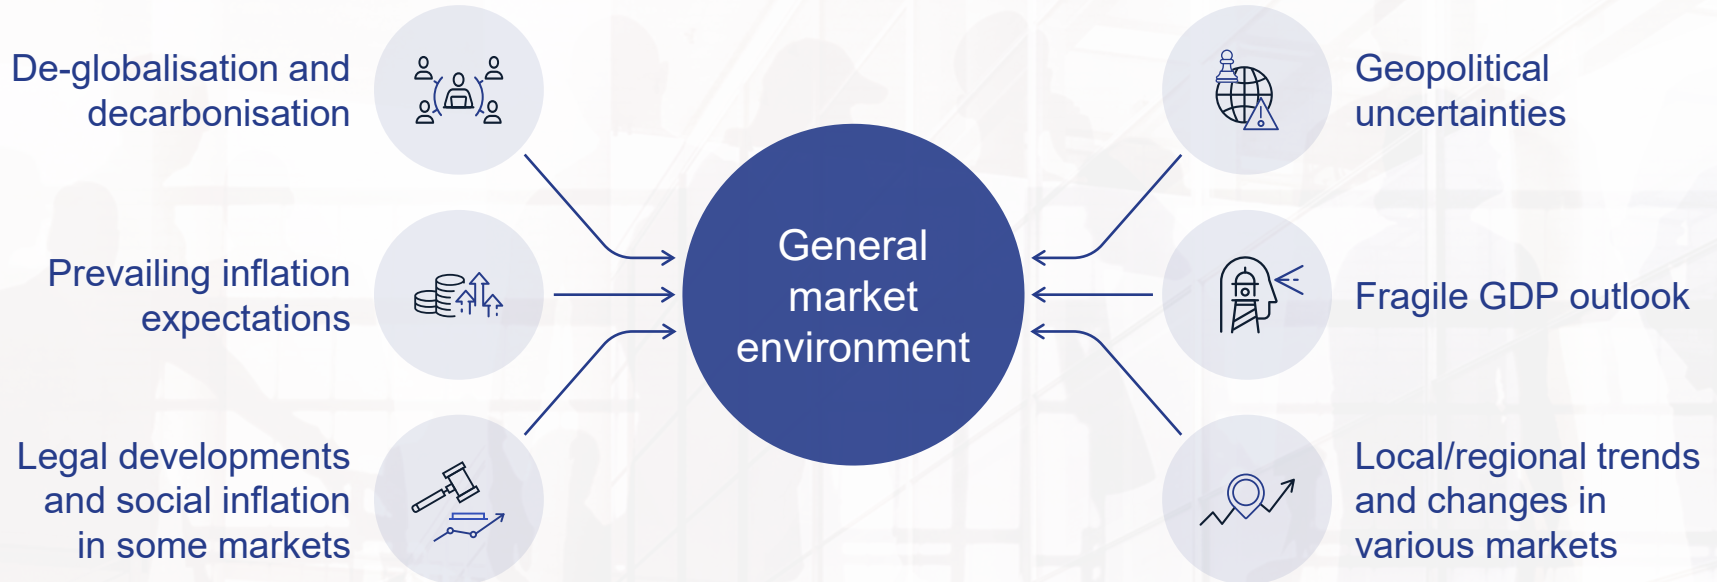 De-globalisation and
decarbonisation
Prevailing inflation
expectations
Legal developments
and social inflation
in some markets
General
market
environment
Geopolitical
uncertainties
Fragile GDP outlook
Local/regional trends
and changes in
various markets